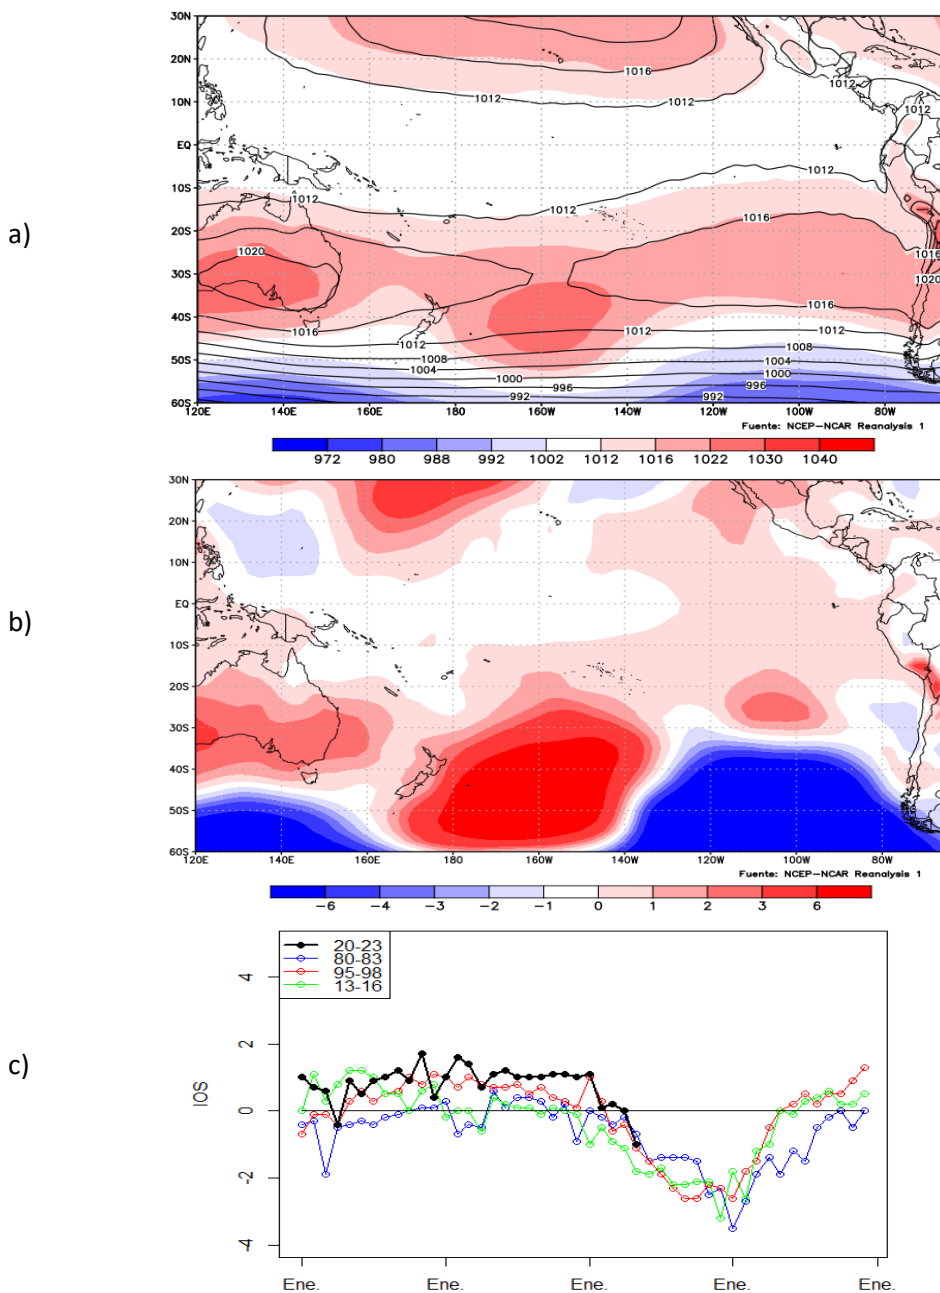 a)
30N
20N
10N
EQ
10S
20S
30S
40S
50S
60S
1016
1012
1012
1012
1012
1012
1012
1012
1016
1020
1016
1020
1016
1016
1012
1012
1012
1008
1008
1004
1004
1000
1000
996
996
992
992
120E 140E 160E 180 160W 140W 120W 100W 80W
Fuente: NCEP-NCAR Reanalysis 1
972 980 988 992 1002 1012 1016 1022 1030 1040
b)
30N
20N
10N
EQ
10S
20S
30S
40S
50S
60S
120E 140E 160E 180 160W 140W 120W 100W 80W
Fuente: NCEP-NCAR Reanalysis 1
-6 -4 -3 -2 -1 0 1 2 3 6
c)
20-23
80-83
95-98
13-16
IOS
4
2
0
-2
-4
Ene. Ene. Ene. Ene. Ene.